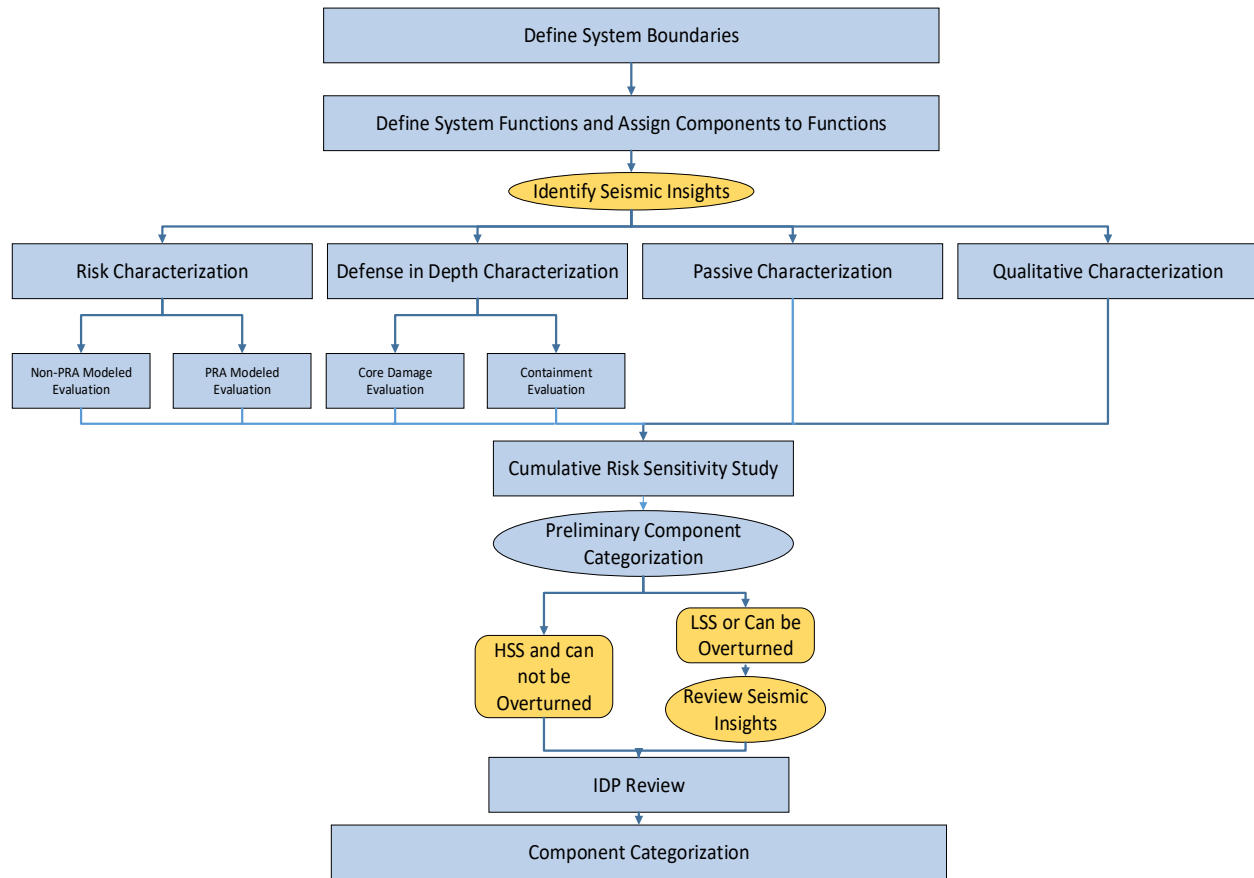 Define System Boundaries
Define System Functions and Assign Components to Functions
Identify Seismic Insights
Risk Characterization
Defense in Depth Characterization
Passive Characterization
Qualitative Characterization
Non-PRA Modeled
Evaluation
PRA Modeled
Evaluation
Core Damage
Evaluation
Containment
Evaluation
Cumulative Risk Sensitivity Study
Preliminary Component
Categorization
HSS and can
not be
Overturned
LSS or Can be
Overturned
Review Seismic
Insights
IDP Review
Component Categorization